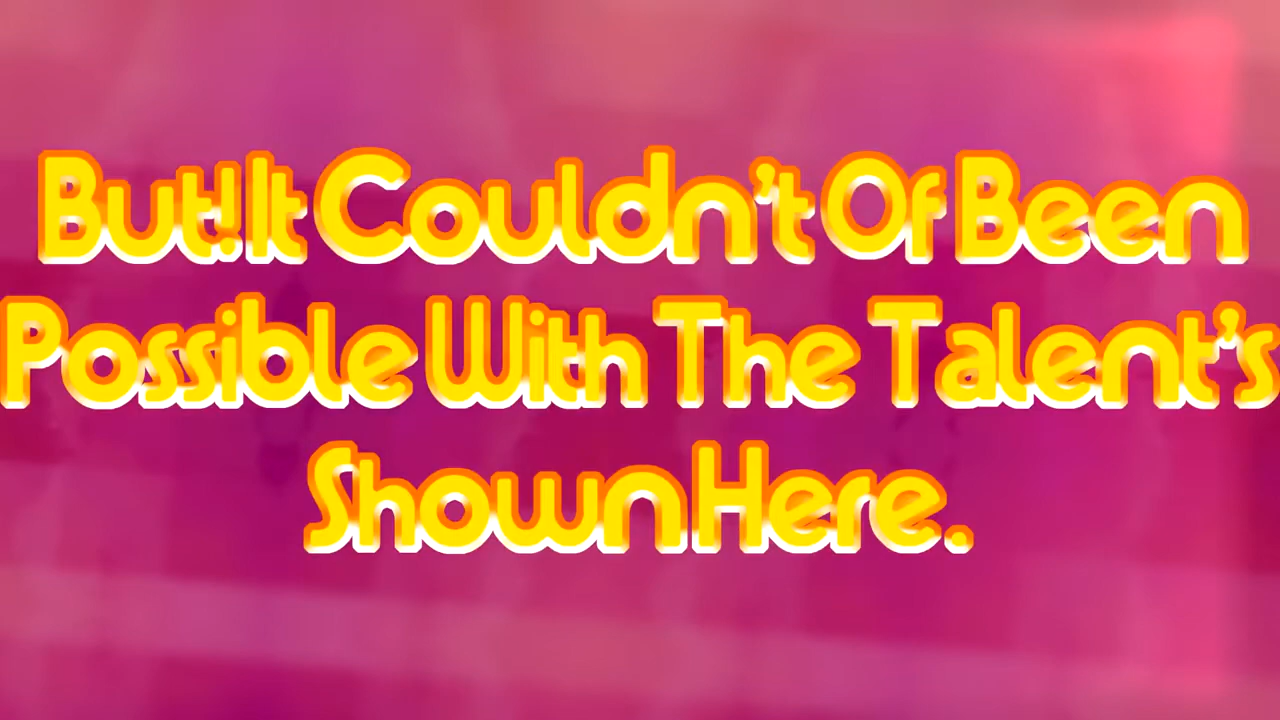 But!It Couldn't Of Been
Possible With The Talent's
Shown Here.